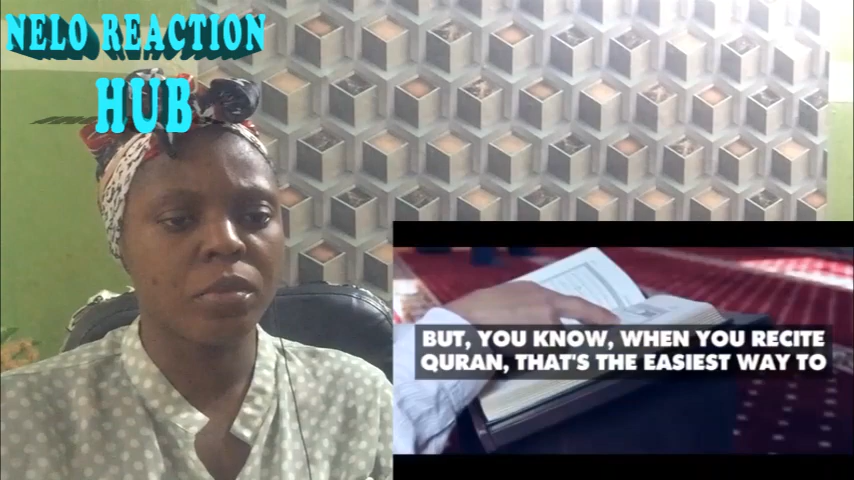 NELO REACTION
HUB
BUT, YOU KNOW, WHEN YOU RECITE
QURAN, THAT'S THE EASIEST WAY TO